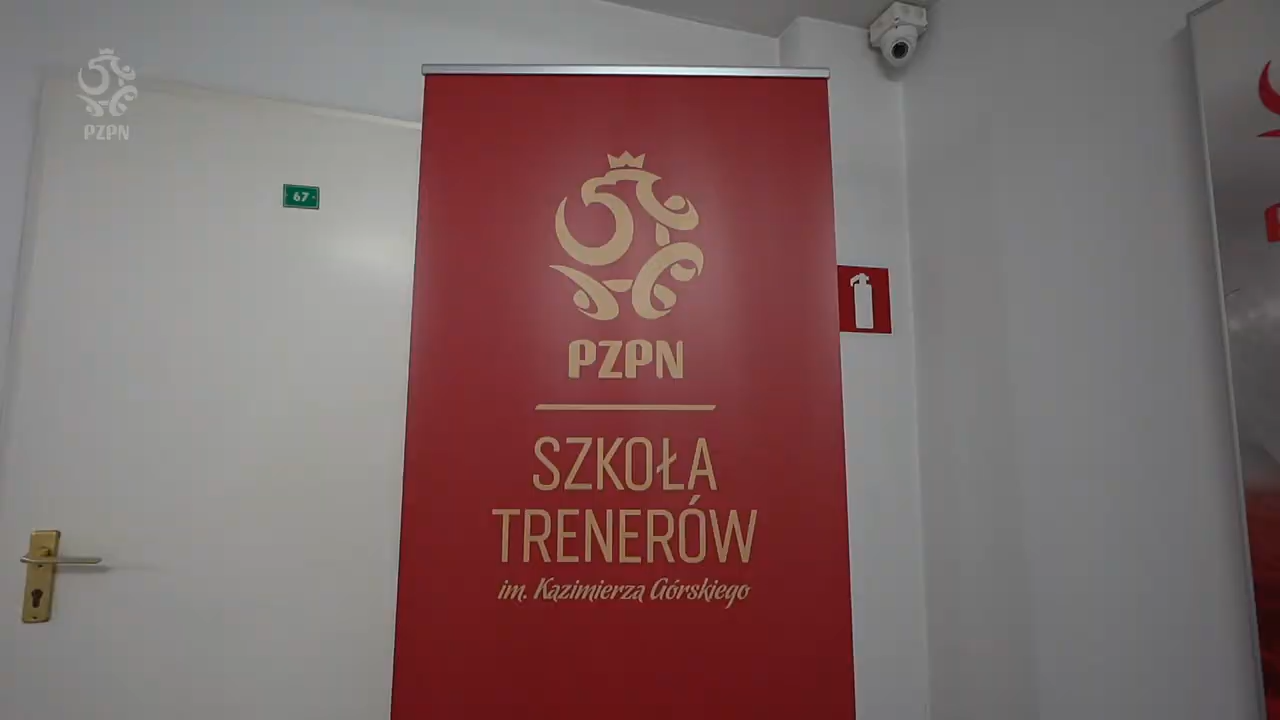 PZPN
67
PZPN
SZKOŁA
TRENERÓW
im. Kazimierza Górskiego